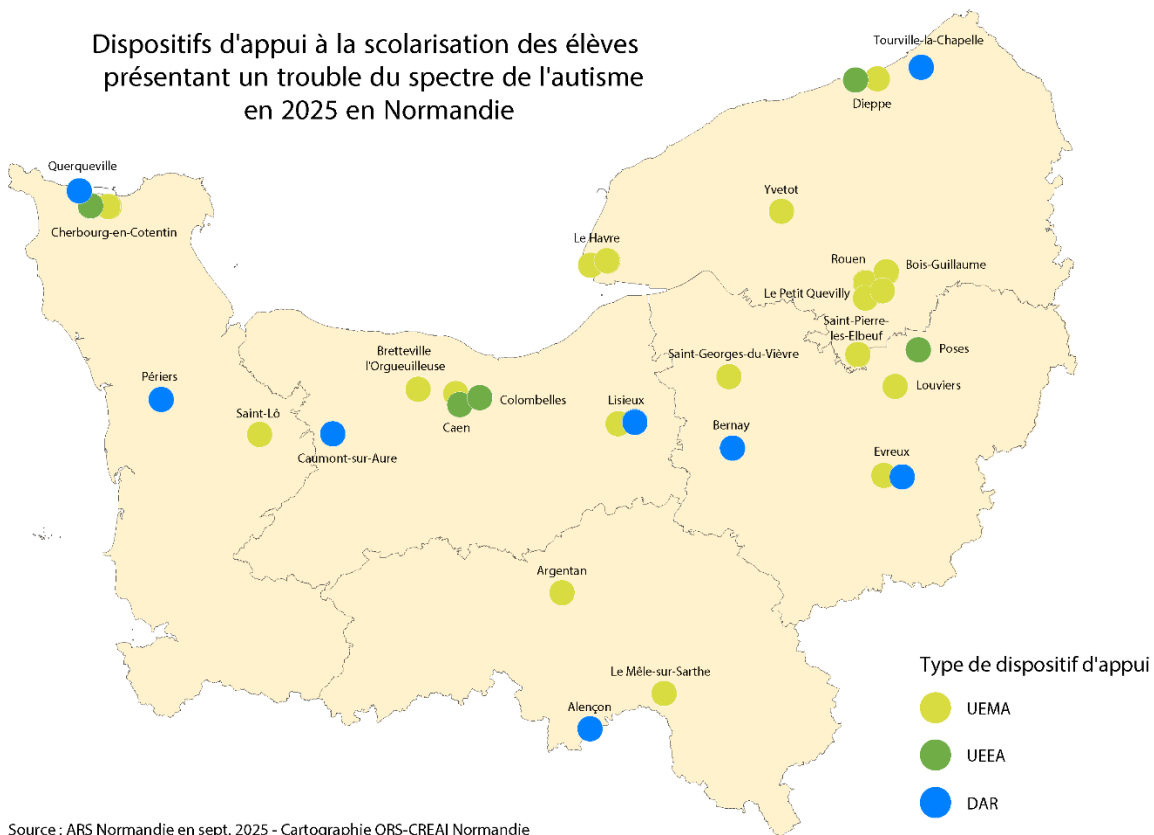 Dispositifs d'appui à la scolarisation des élèves
présentant un trouble du spectre de l'autisme
en 2025 en Normandie
Tourville-la-Chapelle
Dieppe
Querqueville
Cherbourg-en-Cotentin
Yvetot
Le Havre
Rouen
Bois-Guillaume
Le Petit Quevilly
Saint-Pierre-
les-Elbeuf
Poses
Saint-Georges-du-Vièvre
Louviers
Bretteville
l'Orgueuilleuse
Périers
Colombelles
Lisieux
Saint-Lô
Caen
Bernay
Caumont-sur-Aure
Evreux
Argentan
Le Mêle-sur-Sarthe
Alençon
Type de dispositif d'appui
UEMA
UEEA
DAR
Source : ARS Normandie en sept. 2025 - Cartographie ORS-CREAI Normandie